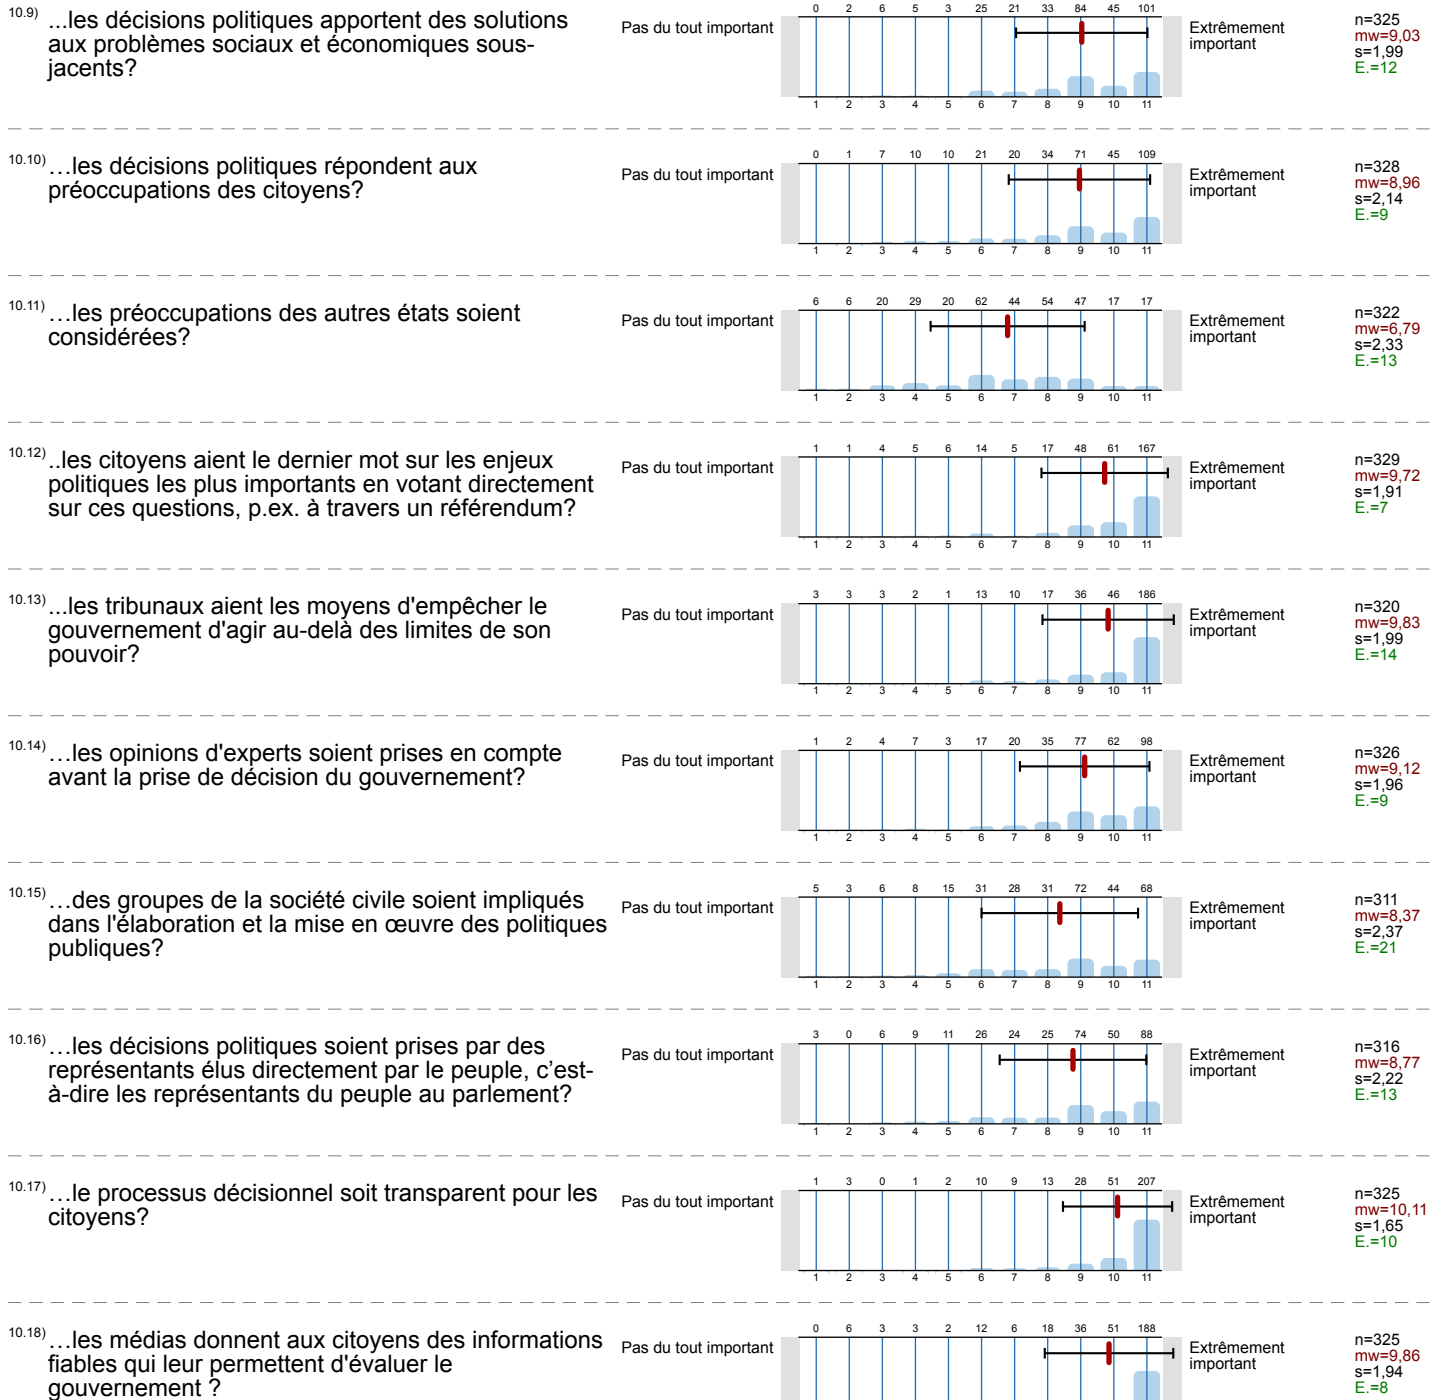 10.9) ...les décisions politiques apportent des solutions
aux problèmes sociaux et économiques sous-
jacents?
Pas du tout important
0 2 6 5 3 25 21 33 84 45 101
1 2 3 4 5 6 7 8 9 10 11
Extrêmement
important
n=325
mw=9,03
s=1,99
E.=12
10.10) …les décisions politiques répondent aux
préoccupations des citoyens?
Pas du tout important
0 1 7 10 10 21 20 34 71 45 109
1 2 3 4 5 6 7 8 9 10 11
Extrêmement
important
n=328
mw=8,96
s=2,14
E.=9
10.11) …les préoccupations des autres états soient
considérées?
Pas du tout important
6 6 20 29 20 62 44 54 47 17 17
1 2 3 4 5 6 7 8 9 10 11
Extrêmement
important
n=322
mw=6,79
s=2,33
E.=13
10.12) ..les citoyens aient le dernier mot sur les enjeux
politiques les plus importants en votant directement
sur ces questions, p.ex. à travers un référendum?
Pas du tout important
1 1 4 5 6 14 5 17 48 61 167
1 2 3 4 5 6 7 8 9 10 11
Extrêmement
important
n=329
mw=9,72
s=1,91
E.=7
10.13) ...les tribunaux aient les moyens d'empêcher le
gouvernement d'agir au-delà des limites de son
pouvoir?
Pas du tout important
3 3 3 2 1 13 10 17 36 46 186
1 2 3 4 5 6 7 8 9 10 11
Extrêmement
important
n=320
mw=9,83
s=1,99
E.=14
10.14) …les opinions d'experts soient prises en compte
avant la prise de décision du gouvernement?
Pas du tout important
1 2 4 7 3 17 20 35 77 62 98
1 2 3 4 5 6 7 8 9 10 11
Extrêmement
important
n=326
mw=9,12
s=1,96
E.=9
10.15) …des groupes de la société civile soient impliqués
dans l'élaboration et la mise en œuvre des politiques
publiques?
Pas du tout important
5 3 6 8 15 31 28 31 72 44 68
1 2 3 4 5 6 7 8 9 10 11
Extrêmement
important
n=311
mw=8,37
s=2,37
E.=21
10.16) …les décisions politiques soient prises par des
représentants élus directement par le peuple, c’est-
à-dire les représentants du peuple au parlement?
Pas du tout important
3 0 6 9 11 26 24 25 74 50 88
1 2 3 4 5 6 7 8 9 10 11
Extrêmement
important
n=316
mw=8,77
s=2,22
E.=13
10.17) …le processus décisionnel soit transparent pour les
citoyens?
Pas du tout important
1 3 0 1 2 10 9 13 28 51 207
1 2 3 4 5 6 7 8 9 10 11
Extrêmement
important
n=325
mw=10,11
s=1,65
E.=10
10.18) …les médias donnent aux citoyens des informations
fiables qui leur permettent d'évaluer le
gouvernement ?
Pas du tout important
0 6 3 3 2 12 6 18 36 51 188
Extrêmement
important
n=325
mw=9,86
s=1,94
E.=8